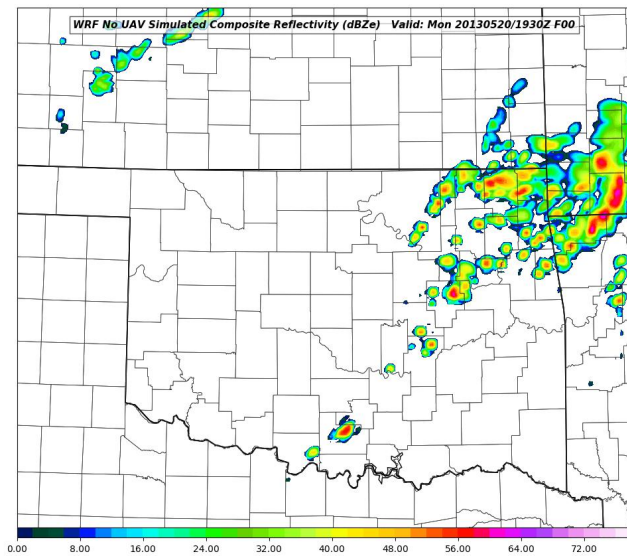 WRF No UAV Simulated Composite Reflectivity (dBZe)   Valid: Mon 20130520/1930Z F00
0.00 8.00 16.00 24.00 32.00 40.00 48.00 56.00 64.00 72.00